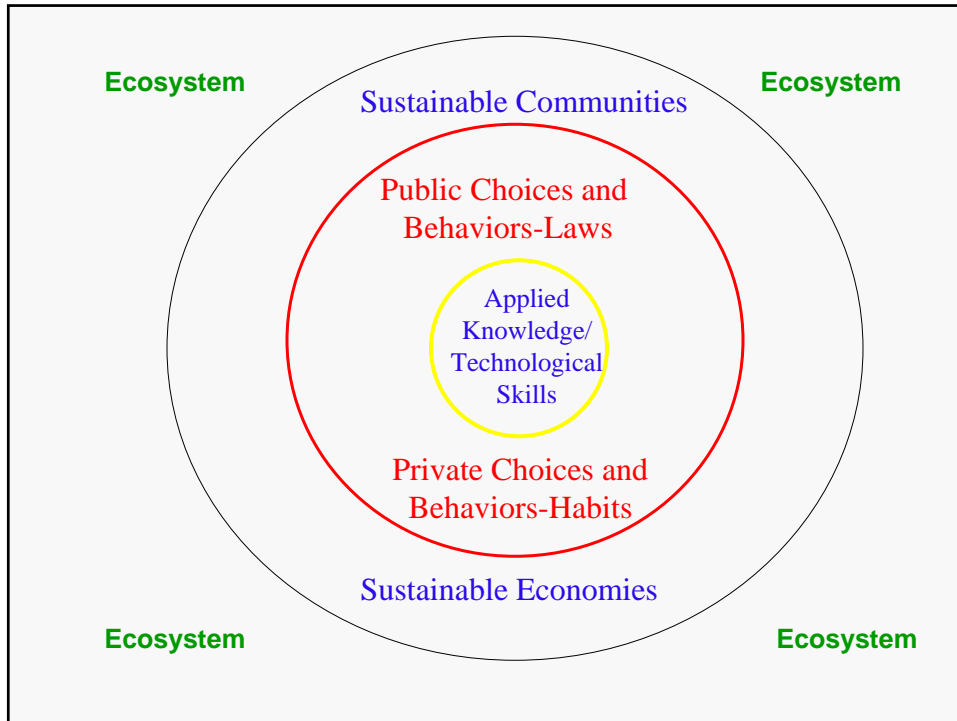 Ecosystem
Ecosystem
Sustainable Communities
Public Choices and
Behaviors-Laws
Applied
Knowledge/
Technological
Skills
Private Choices and
Behaviors-Habits
Sustainable Economies
Ecosystem
Ecosystem